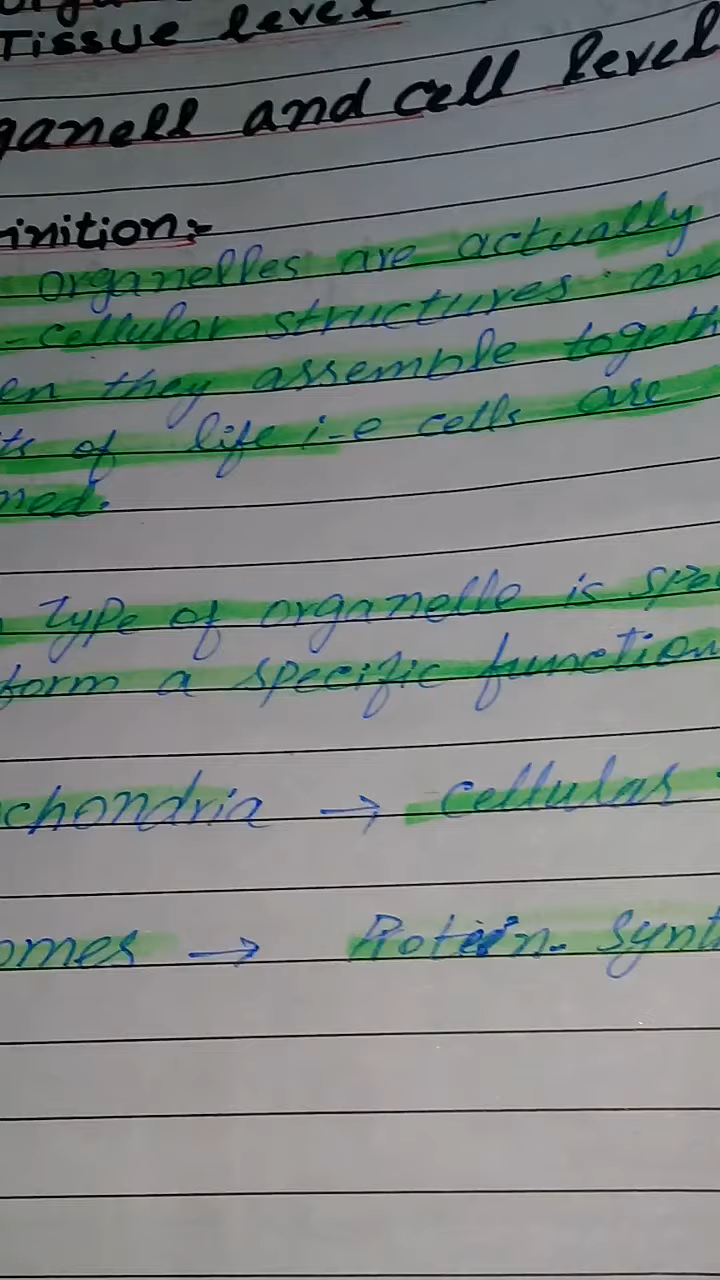 Tissue level
ganell and cell level
inition:-
organelles are actually
-cellular structures and
en they assemble togeth
ts of life i-e cells are
med.
type of organelle is spe
form a specific function
chondria → cellular
omes → Protein synt